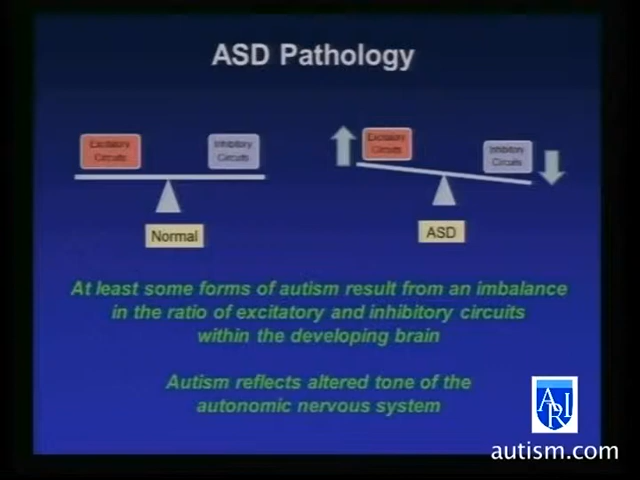 ASD Pathology
Excitatory
Circuits
Inhibitory
Circuits
Excitatory
Circuits
Inhibitory
Circuits
Normal
ASD
At least some forms of autism result from an imbalance
in the ratio of excitatory and inhibitory circuits
within the developing brain
Autism reflects altered tone of the
autonomic nervous system
ARI
autism.com